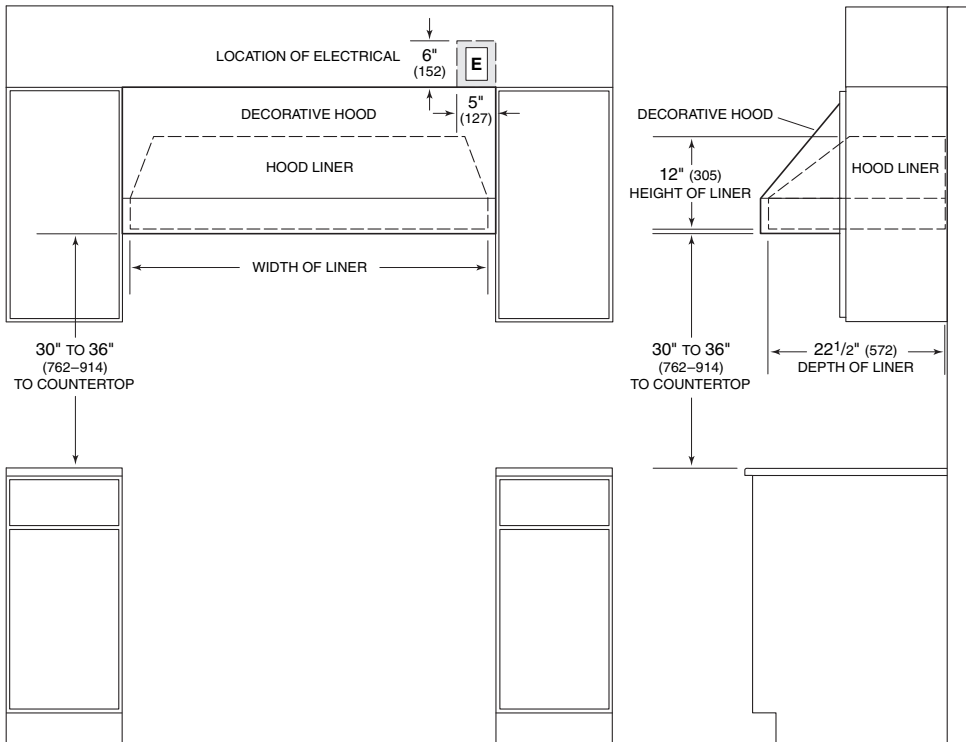 LOCATION OF ELECTRICAL
6"
(152)
E
DECORATIVE HOOD
5"
(127)
HOOD LINER
WIDTH OF LINER
30" TO 36"
(762–914)
TO COUNTERTOP
DECORATIVE HOOD
HOOD LINER
12" (305)
HEIGHT OF LINER
30" TO 36"
(762–914)
TO COUNTERTOP
22 1/2" (572)
DEPTH OF LINER